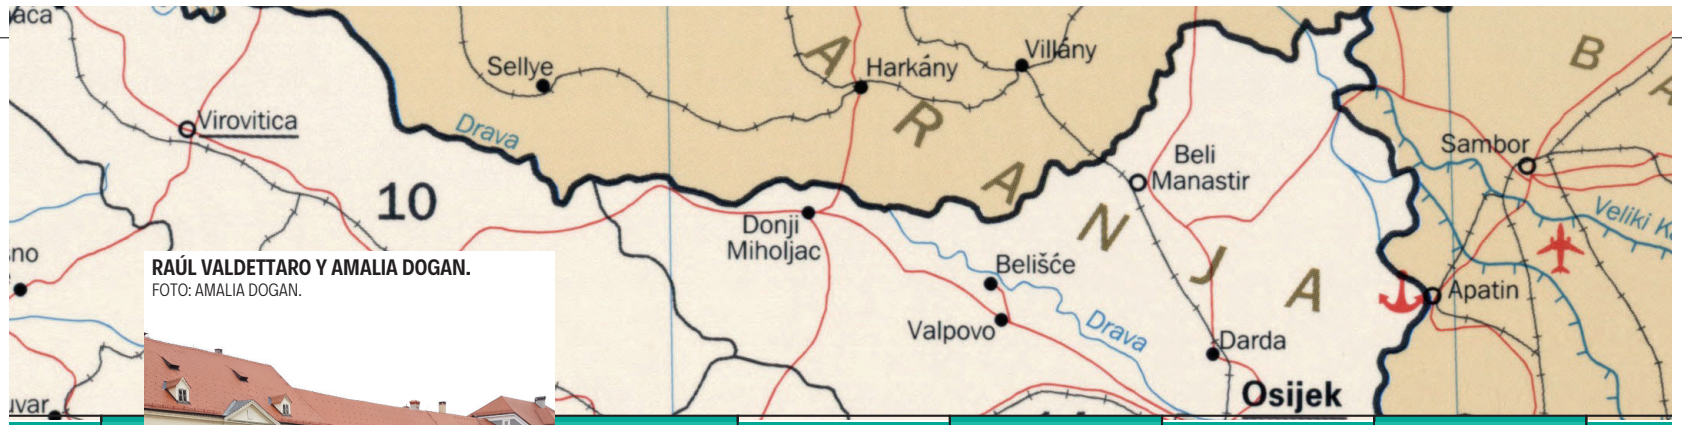 Sellye
Harkány
Villány
Virovitica
Drava
BARANJA
Sambor
Beli
Manastir
10
Donji
Miholjac
Veliki
Belišće
Apatin
Valpovo
Drava
Darda
Osijek
RAÚL VALDETTARO Y AMALIA DOGAN.
FOTO: AMALIA DOGAN.